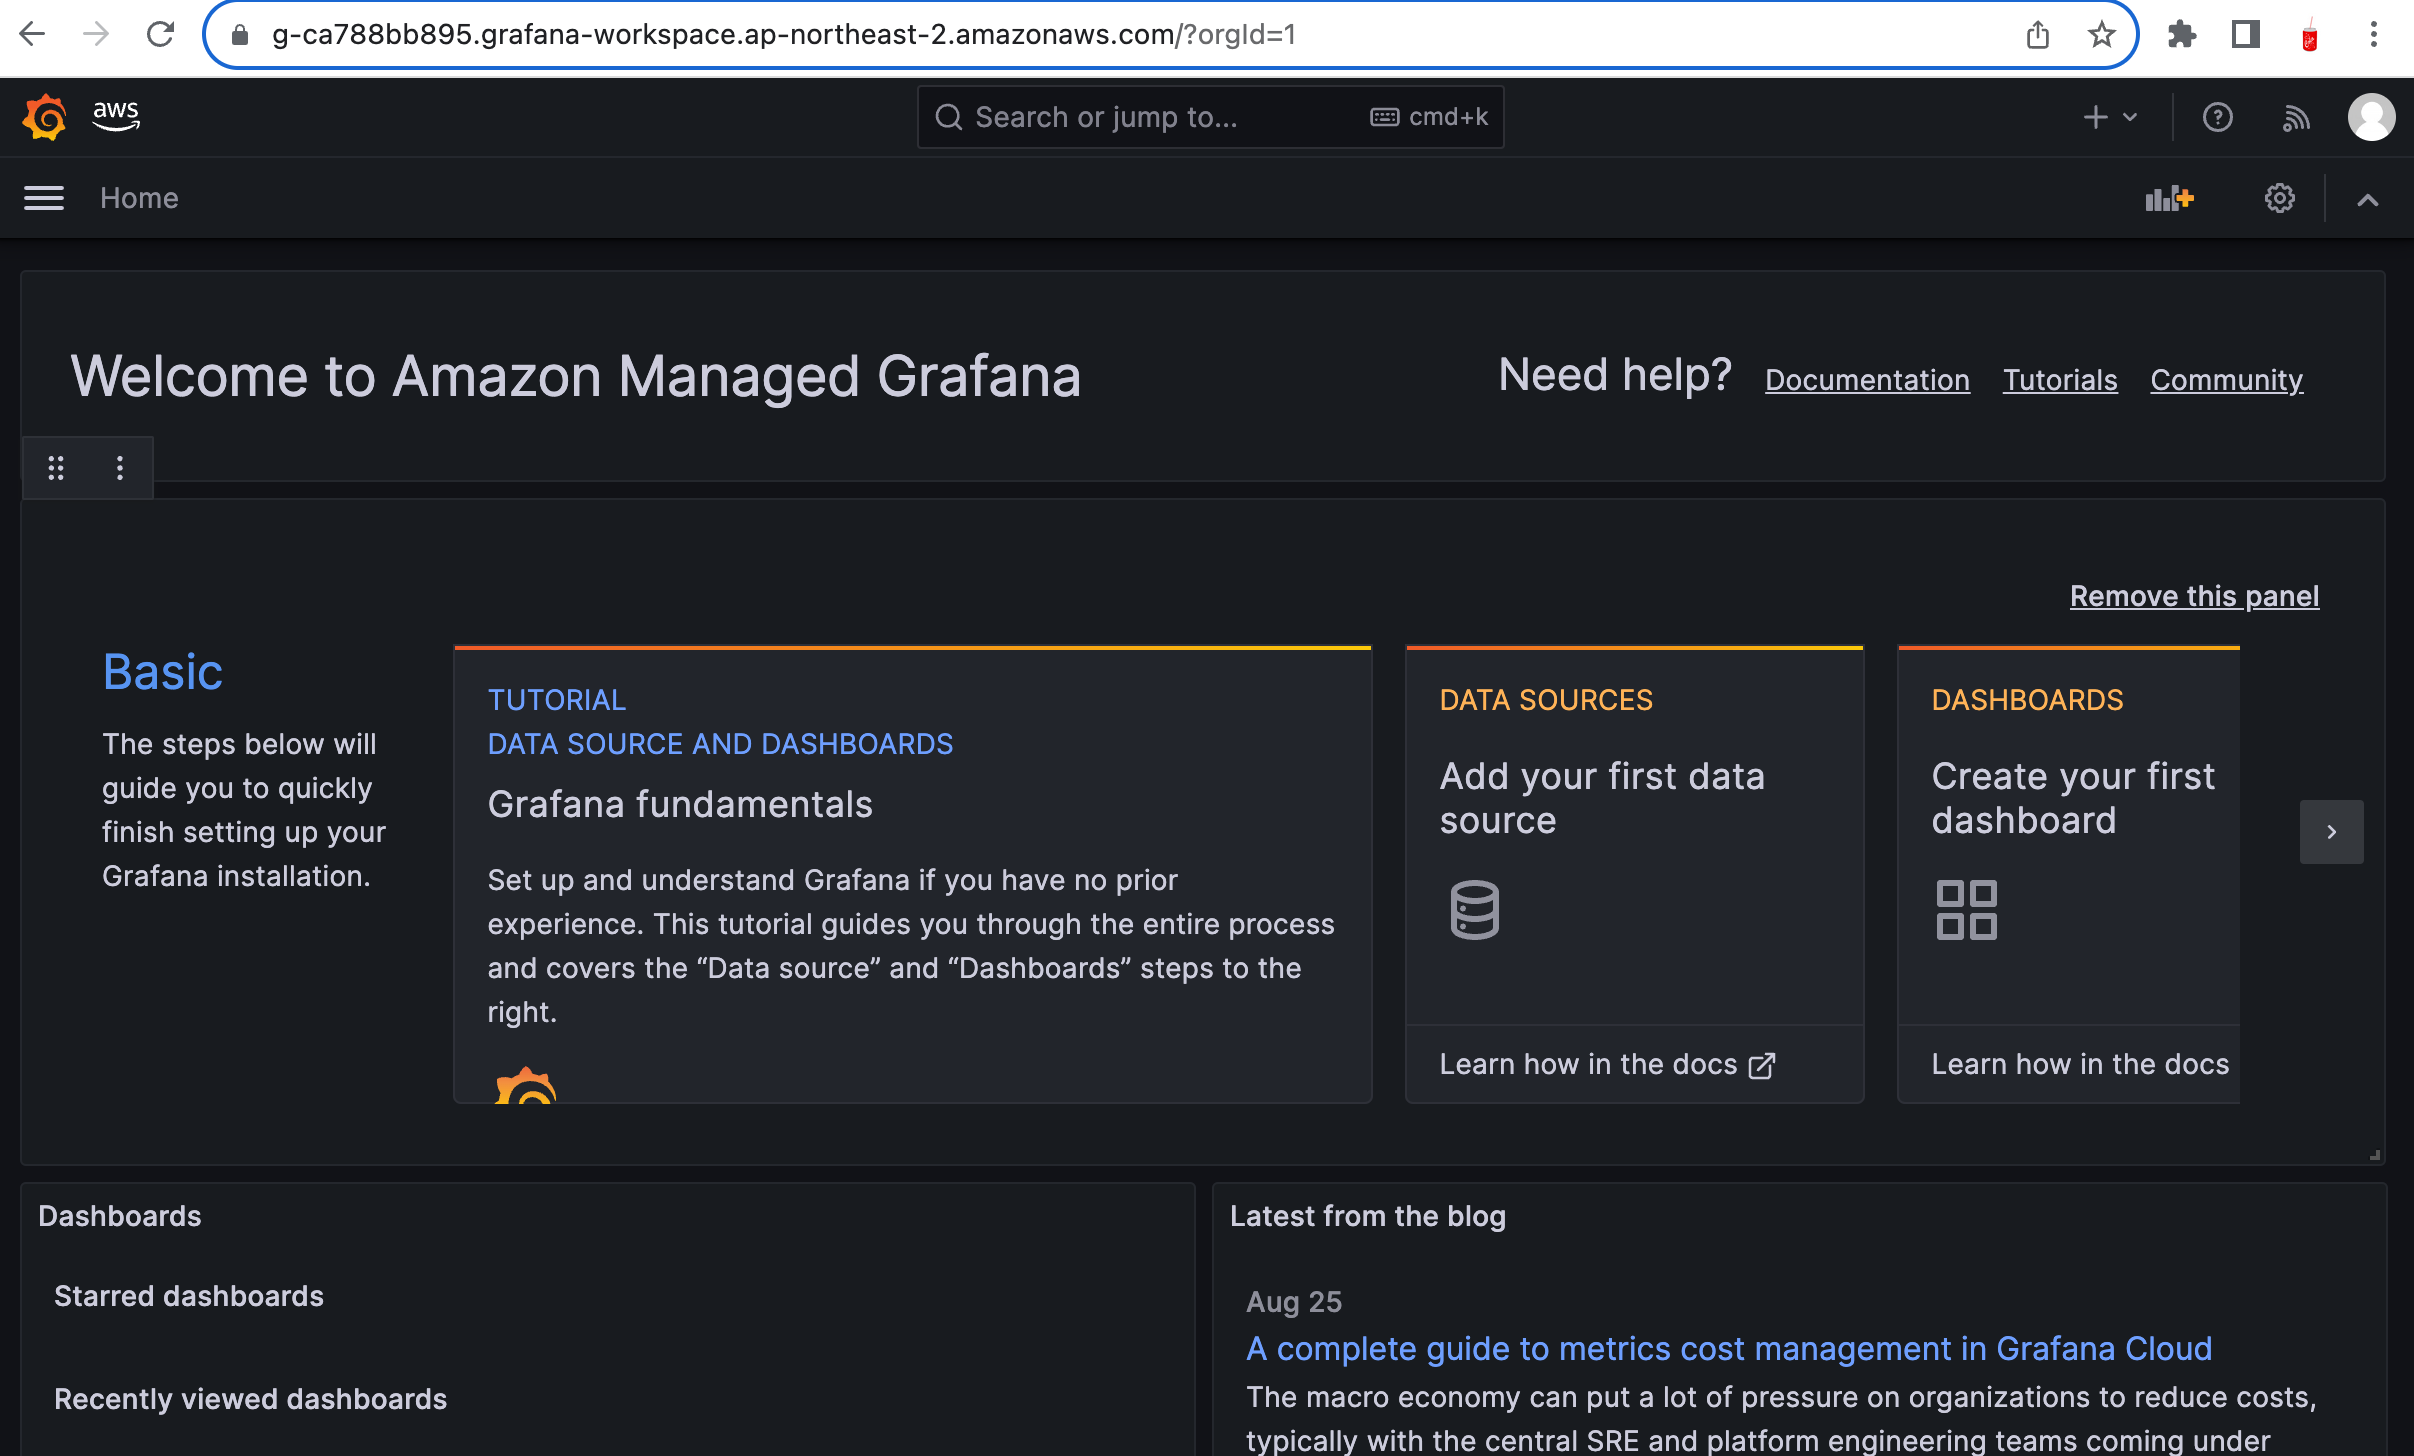 g-ca788bb895.grafana-workspace.ap-northeast-2.amazonaws.com/?orgId=1
aws
Search or jump to...
cmd+k
Home
Welcome to Amazon Managed Grafana
Need help?
Documentation
Tutorials
Community
Remove this panel
Basic
The steps below will
guide you to quickly
finish setting up your
Grafana installation.
TUTORIAL
DATA SOURCE AND DASHBOARDS
Grafana fundamentals
Set up and understand Grafana if you have no prior
experience. This tutorial guides you through the entire process
and covers the “Data source” and “Dashboards” steps to the
right.
DATA SOURCES
Add your first data
source
Learn how in the docs
DASHBOARDS
Create your first
dashboard
Learn how in the docs
Dashboards
Starred dashboards
Recently viewed dashboards
Latest from the blog
Aug 25
A complete guide to metrics cost management in Grafana Cloud
The macro economy can put a lot of pressure on organizations to reduce costs,
typically with the central SRE and platform engineering teams coming under